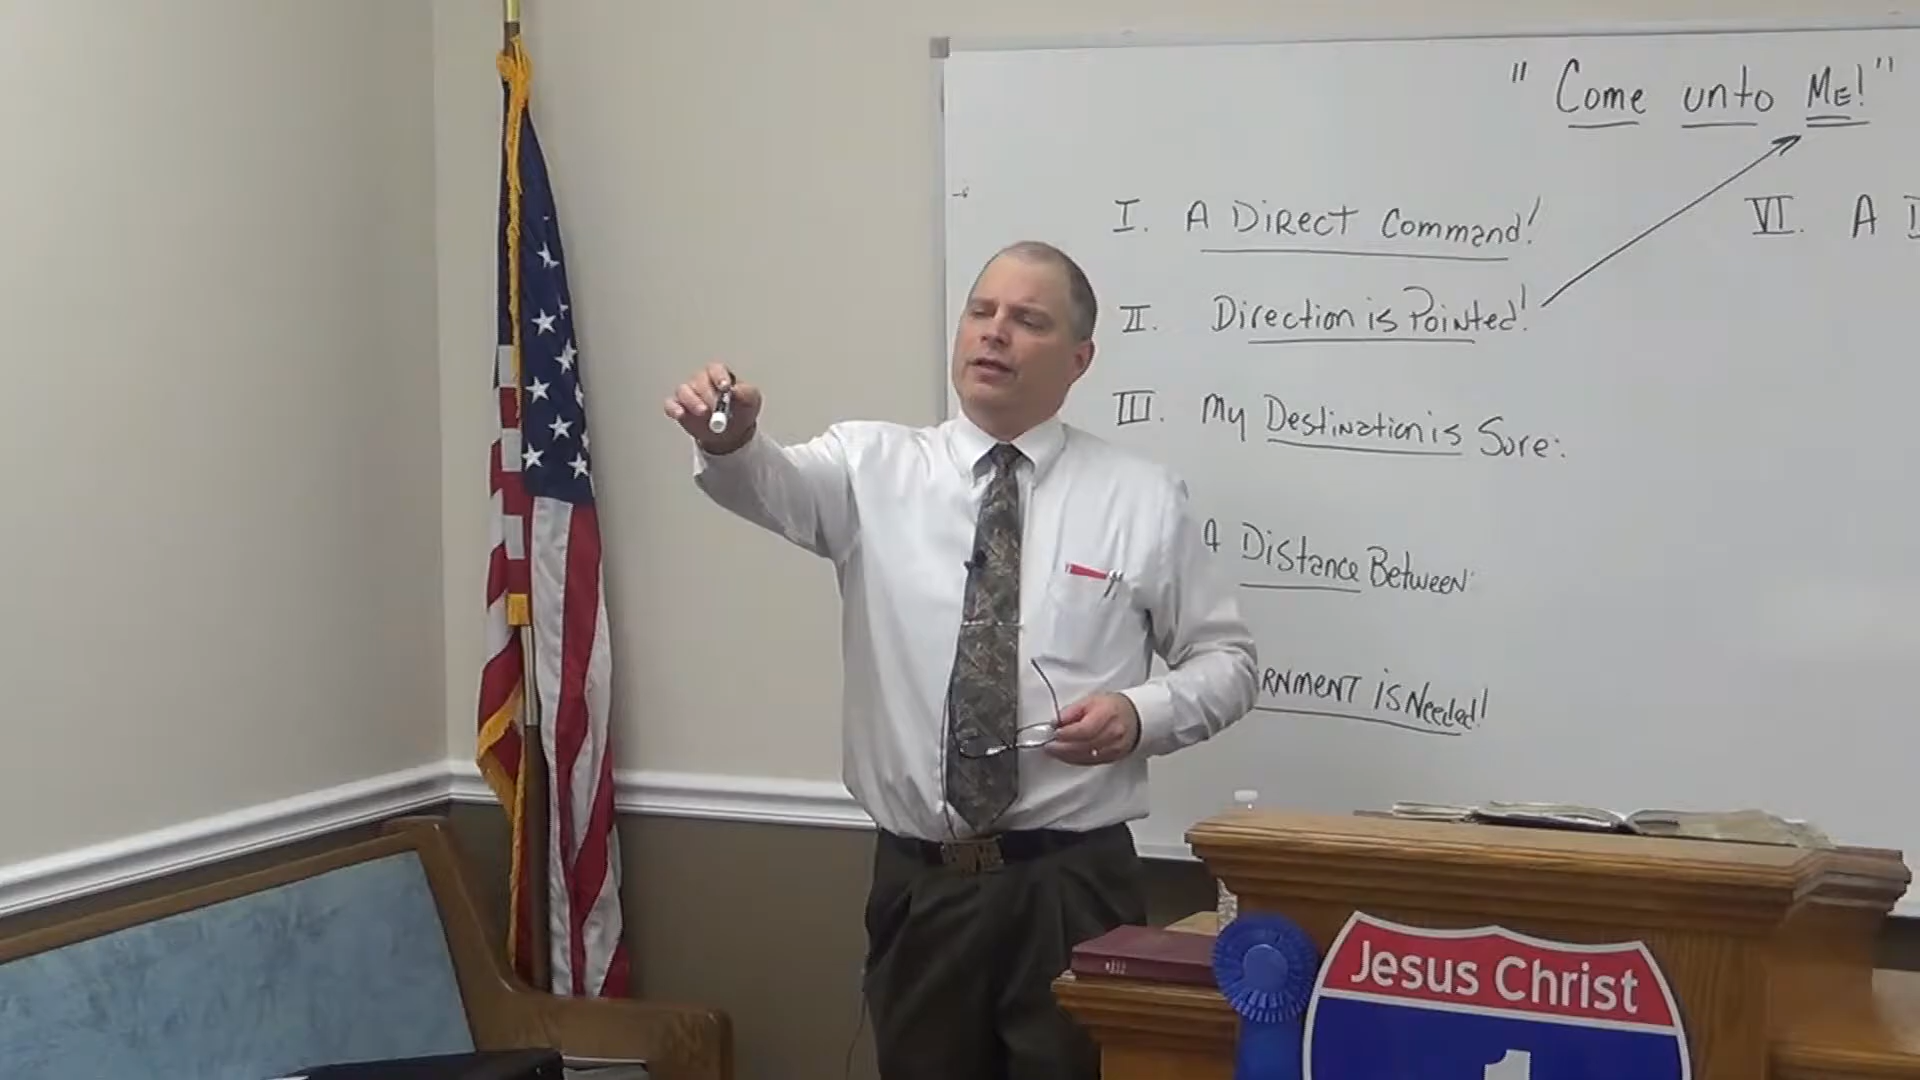 "Come unto Me!"
I. A Direct Command!
II. Direction is Pointed!
III. My Destination is Sure:
A Distance Between:
RNMENT is Needed!
VI. A
Jesus Christ
1